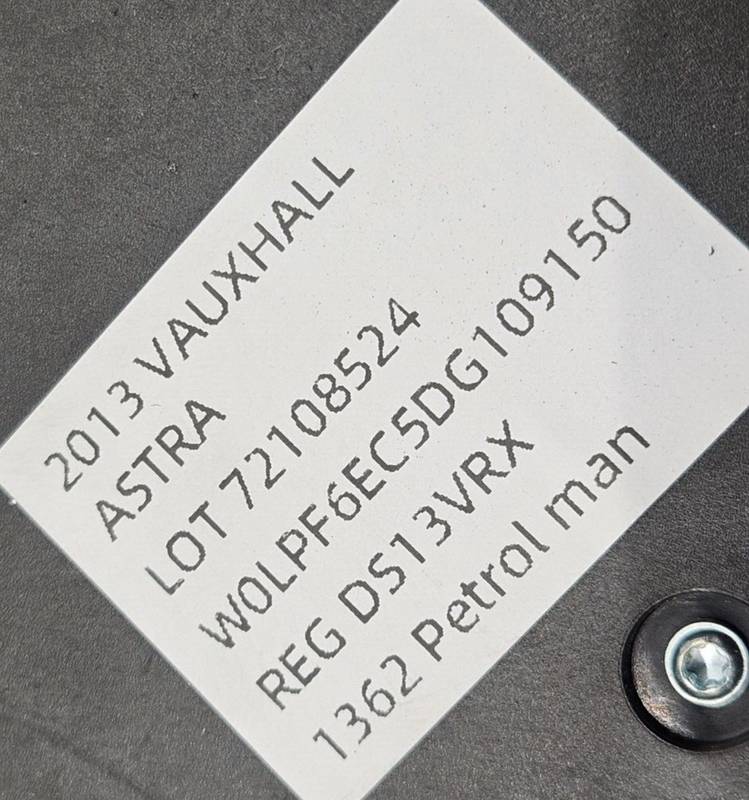 2013 VAUXHALL
ASTRA
LOT 72108524
W0LPF6EC5DG109150
REG DS13VRX
1362 Petrol man